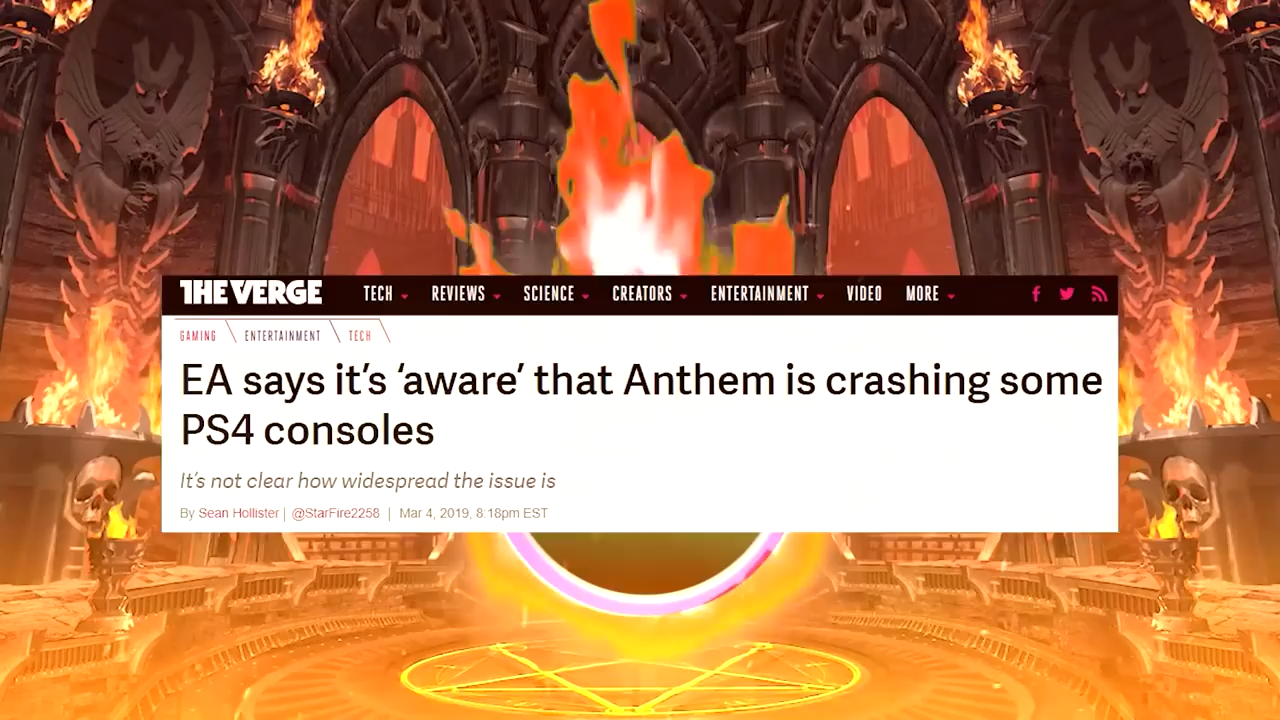 THE VERGE TECH REVIEWS SCIENCE CREATORS ENTERTAINMENT VIDEO MORE
GAMING ENTERTAINMENT TECH
EA says it's ‘aware’ that Anthem is crashing some
PS4 consoles
It's not clear how widespread the issue is
By Sean Hollister | @StarFire2258 | Mar 4, 2019, 8:18pm EST